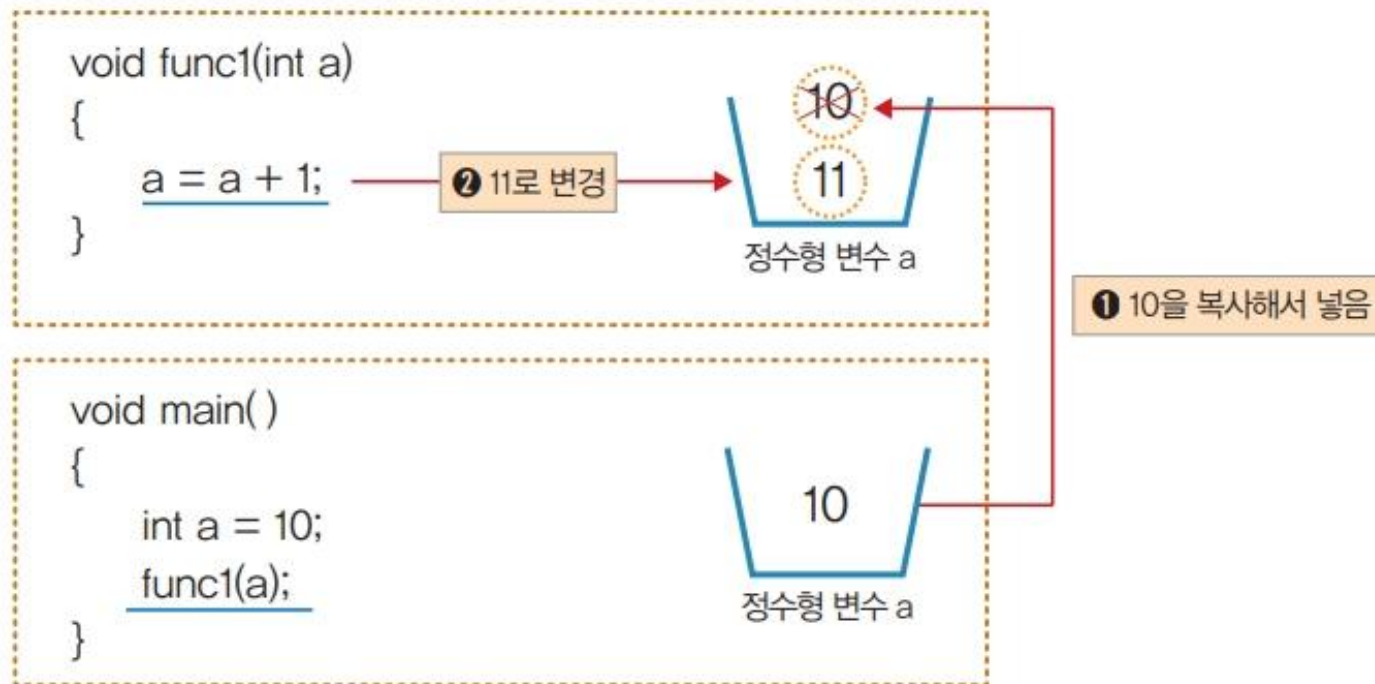 void func1(int a)
{
10
a = a + 1;
❷ 11로 변경
11
}
정수형 변수 a
❶ 10을 복사해서 넣음
void main( )
{
int a = 10;
10
func1(a);
정수형 변수 a
}